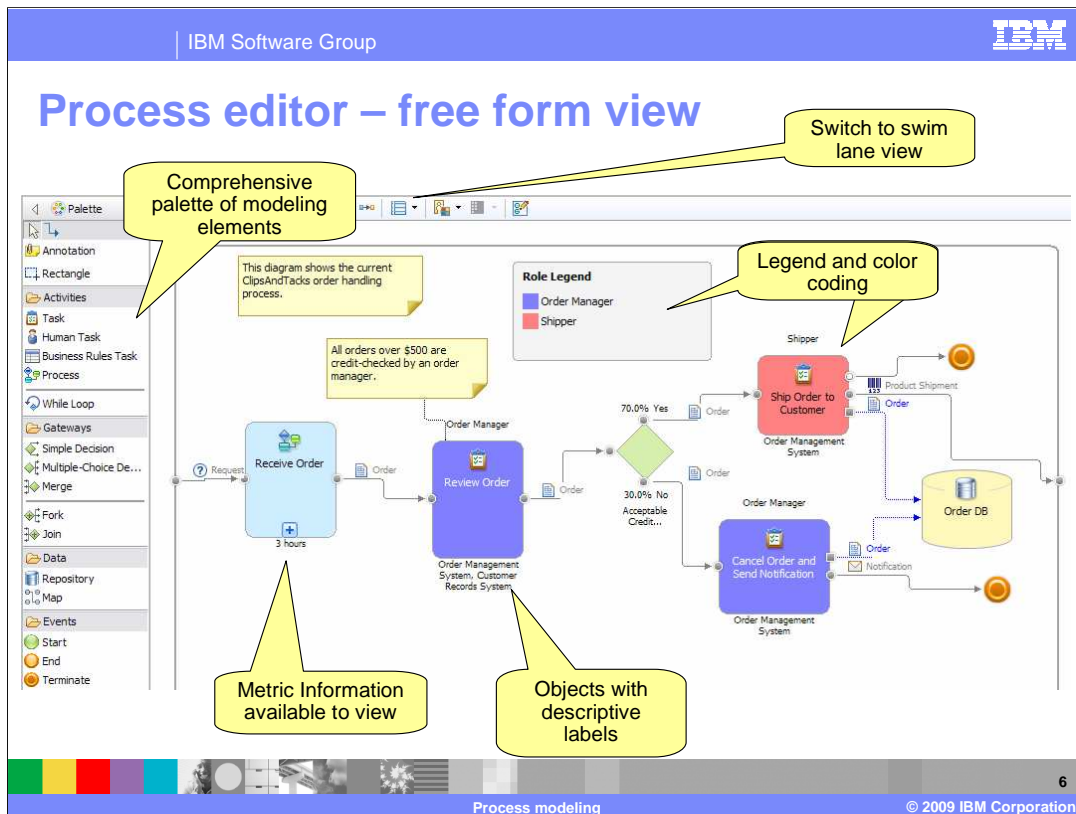 IBM Software Group
IBM
Process editor – free form view
Switch to swim
lane view
Comprehensive
palette of modeling
elements
Legend and color
coding
Palette
Annotation
Rectangle
Activities
Task
Human Task
Business Rules Task
Process
While Loop
Gateways
Simple Decision
Multiple-Choice De...
Merge
Fork
Join
Data
Repository
Map
Events
Start
End
Terminate
This diagram shows the current
ClipsAndTacks order handling
process.
Role Legend
Order Manager
Shipper
All orders over $500 are
credit-checked by an order
manager.
Request
Receive Order
3 hours
Order
Order Manager
Review Order
Order Management
System, Customer
Records System
Order
70.0% Yes
30.0% No
Acceptable
Credit...
Order
Order
Shipper
Ship Order to
Customer
Order Management
System
123
Product Shipment
Order
Order DB
Order Manager
Cancel Order and
Send Notification
Order Management
System
Order
Notification
Metric Information
available to view
Objects with
descriptive
labels
6
Process modeling
© 2009 IBM Corporation